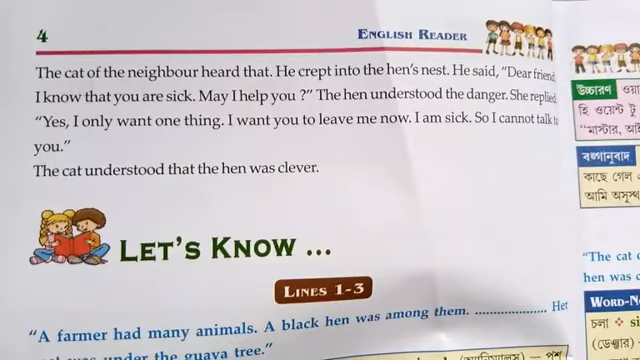 4
ENGLISH READER
The cat of the neighbour heard that. He crept into the hen's nest. He said, "Dear friend
I know that you are sick. May I help you ?" The hen understood the danger. She replied
"Yes, I only want one thing. I want you to leave me now. I am sick. So I cannot talk to
you."
The cat understood that the hen was clever.
LET'S KNOW ...
LINES 1-3
"A farmer had many animals. A black hen was among them. .................... Her
under the guava tree."
উচ্চারণ
হি ওয়েন্ট টু
"মাস্টার, আই
বঙ্গানুবাদ
কাছে গেল
আমি অসুস্থ
"The cat
hen was
WORD-N
চলা ❖ si
(ডেঞ্জার)